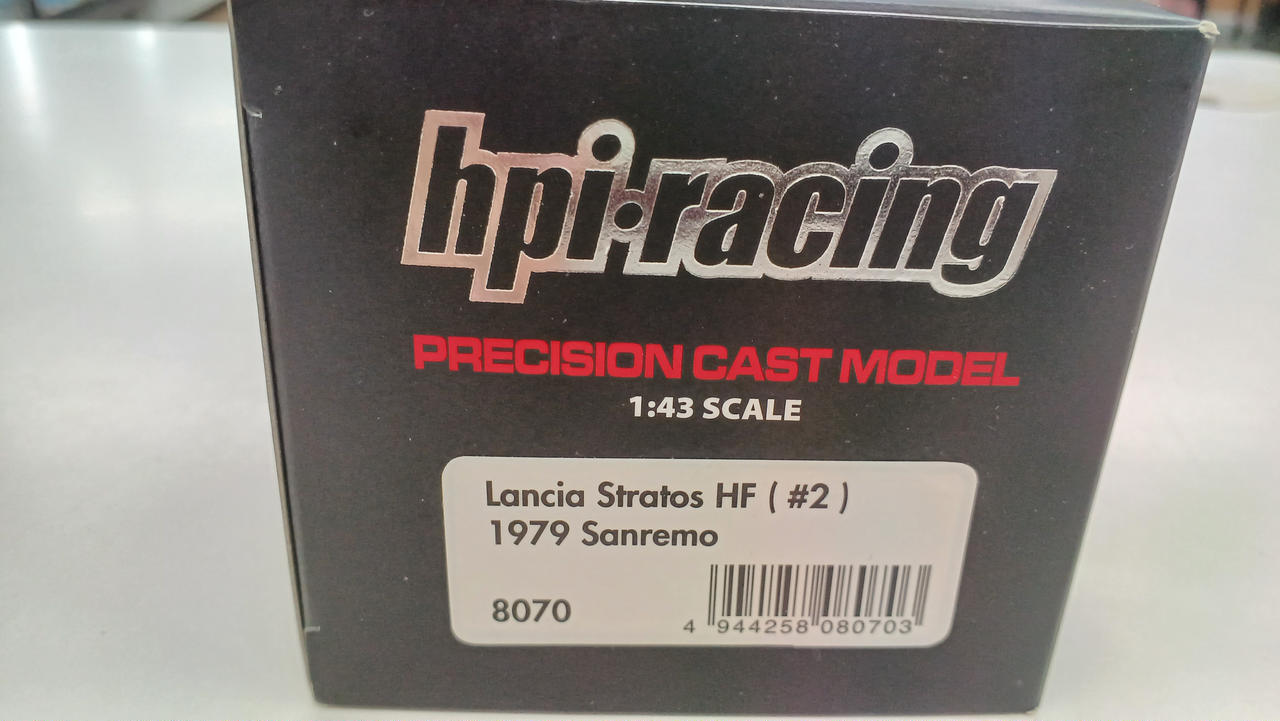 hpi·racing
PRECISION CAST MODEL
1:43 SCALE
Lancia Stratos HF ( #2 )
1979 Sanremo
8070
4 944258 080703